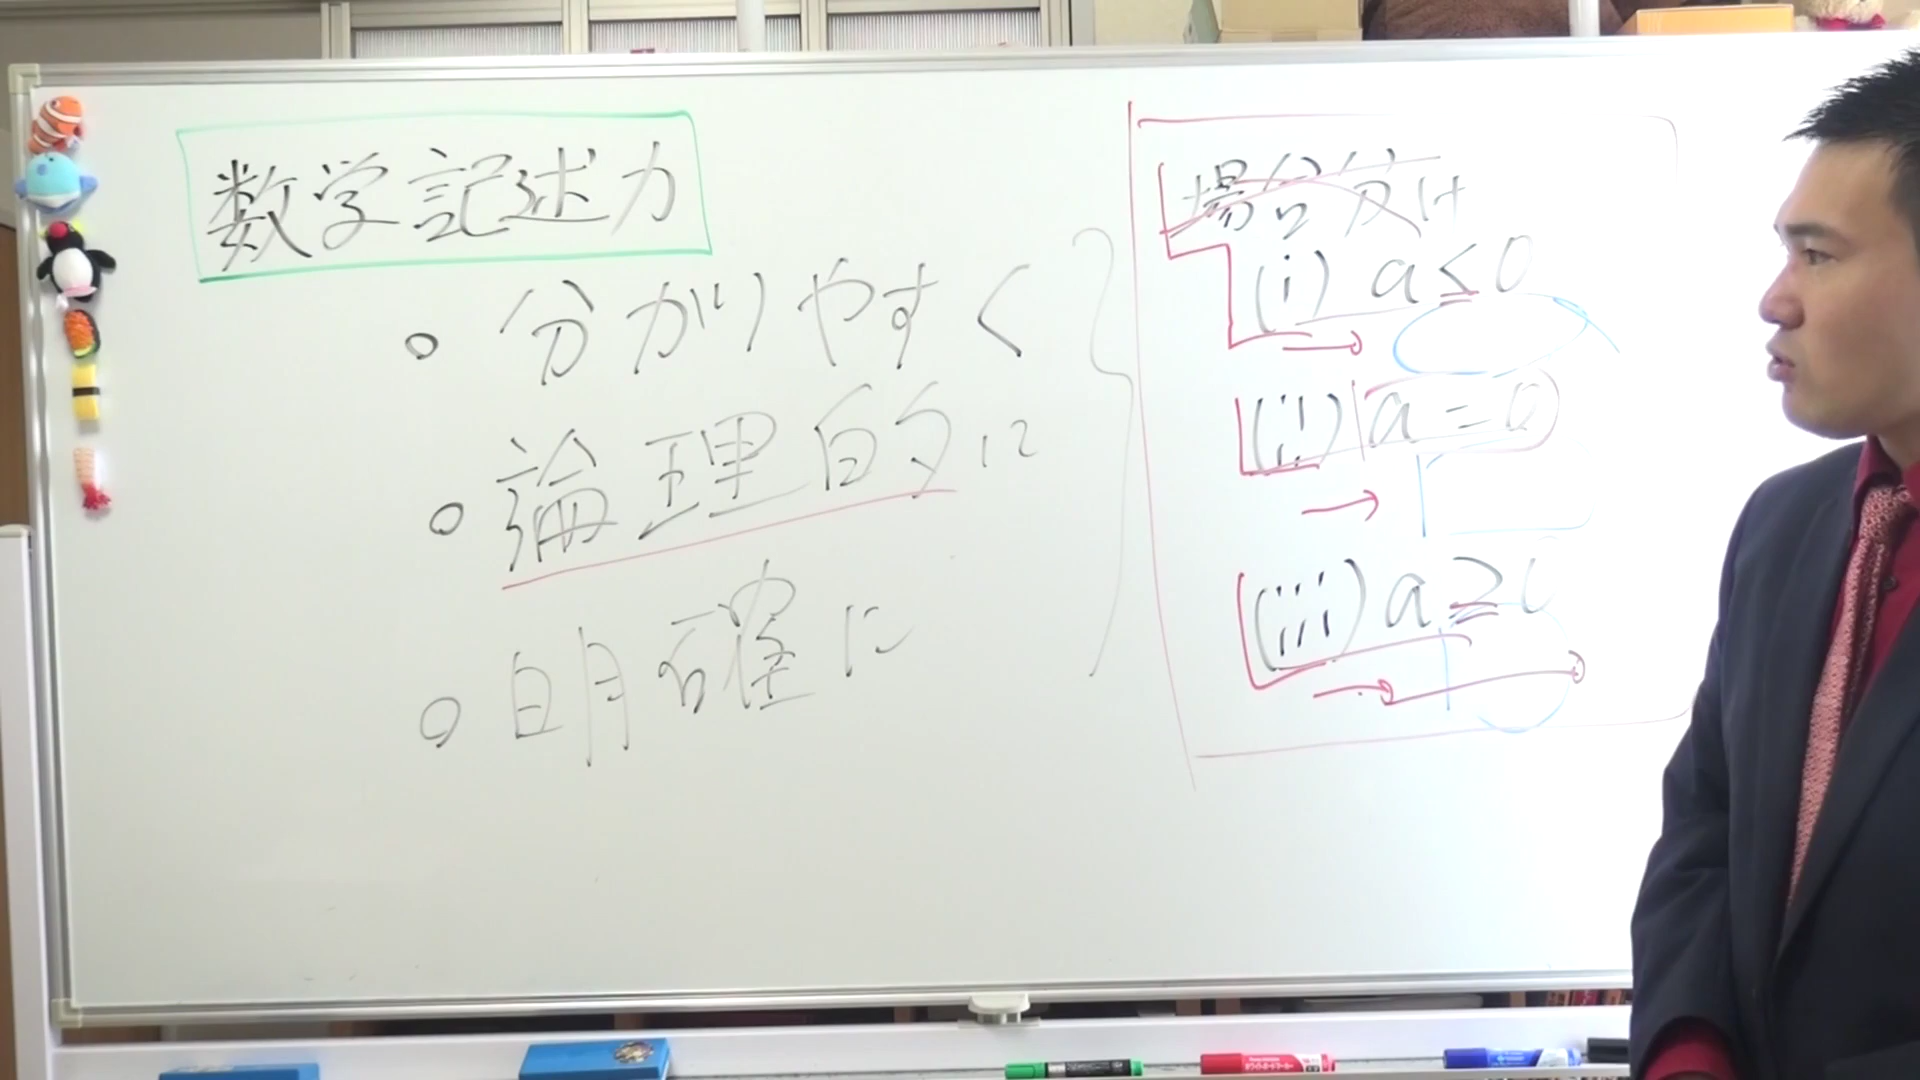 数学記述力
○ 分かりやすく
○ 論理的に
○ 明確に
場合分け
(i) a≦0
→
(ii) a=0
→
(iii) a≧0
→